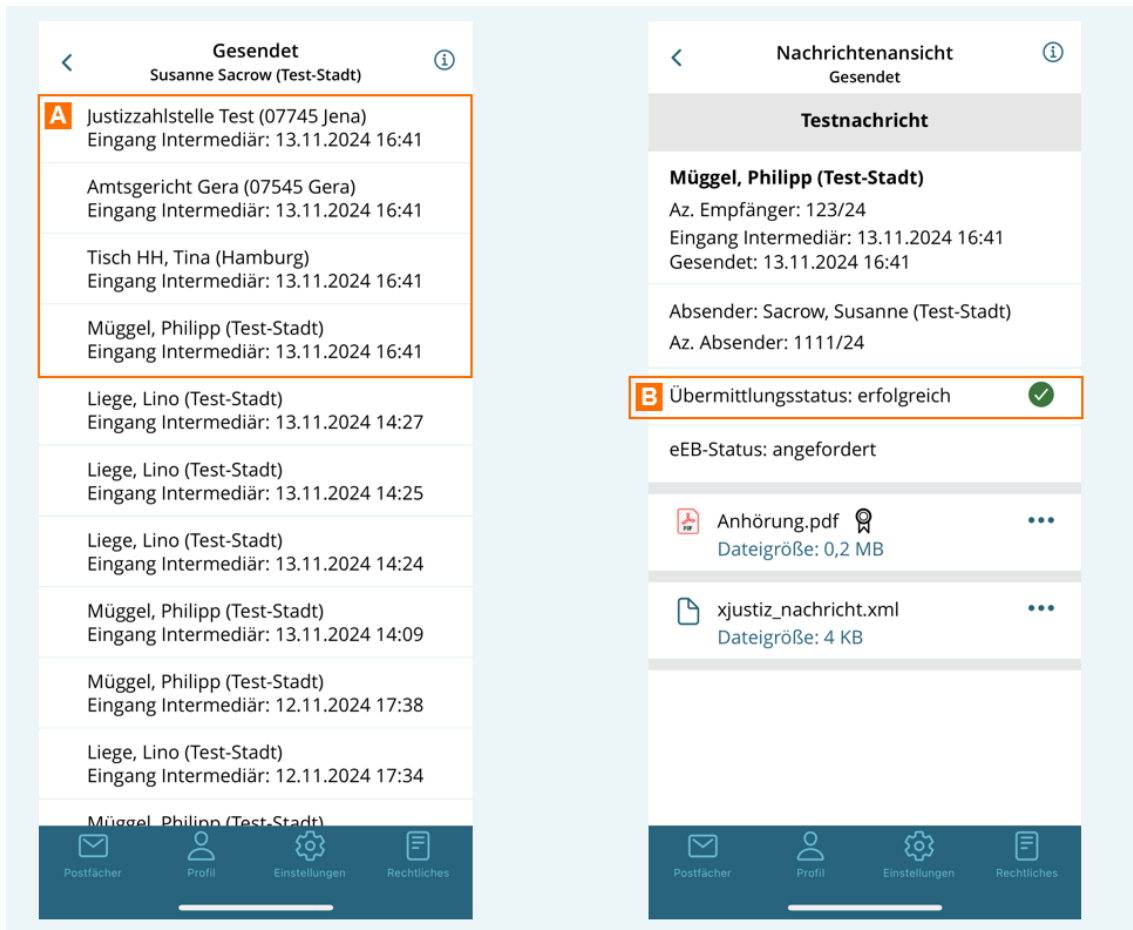 Gesendet
Susanne Sacrow (Test-Stadt)
A
Justizzahlstelle Test (07745 Jena)
Eingang Intermediär: 13.11.2024 16:41
Amtsgericht Gera (07545 Gera)
Eingang Intermediär: 13.11.2024 16:41
Tisch HH, Tina (Hamburg)
Eingang Intermediär: 13.11.2024 16:41
Müggel, Philipp (Test-Stadt)
Eingang Intermediär: 13.11.2024 16:41
Liege, Lino (Test-Stadt)
Eingang Intermediär: 13.11.2024 14:27
Liege, Lino (Test-Stadt)
Eingang Intermediär: 13.11.2024 14:25
Liege, Lino (Test-Stadt)
Eingang Intermediär: 13.11.2024 14:24
Müggel, Philipp (Test-Stadt)
Eingang Intermediär: 13.11.2024 14:09
Müggel, Philipp (Test-Stadt)
Eingang Intermediär: 12.11.2024 17:38
Liege, Lino (Test-Stadt)
Eingang Intermediär: 12.11.2024 17:34
Müggel, Philipp (Test-Stadt)
Postfächer
Profil
Einstellungen
Rechtliches
Nachrichtenansicht
Gesendet
Testnachricht
Müggel, Philipp (Test-Stadt)
Az. Empfänger: 123/24
Eingang Intermediär: 13.11.2024 16:41
Gesendet: 13.11.2024 16:41
Absender: Sacrow, Susanne (Test-Stadt)
Az. Absender: 1111/24
B
Übermittlungsstatus: erfolgreich
eEB-Status: angefordert
PDF
Anhörung.pdf
Dateigröße: 0,2 MB
xjustiz_nachricht.xml
Dateigröße: 4 KB
Postfächer
Profil
Einstellungen
Rechtliches